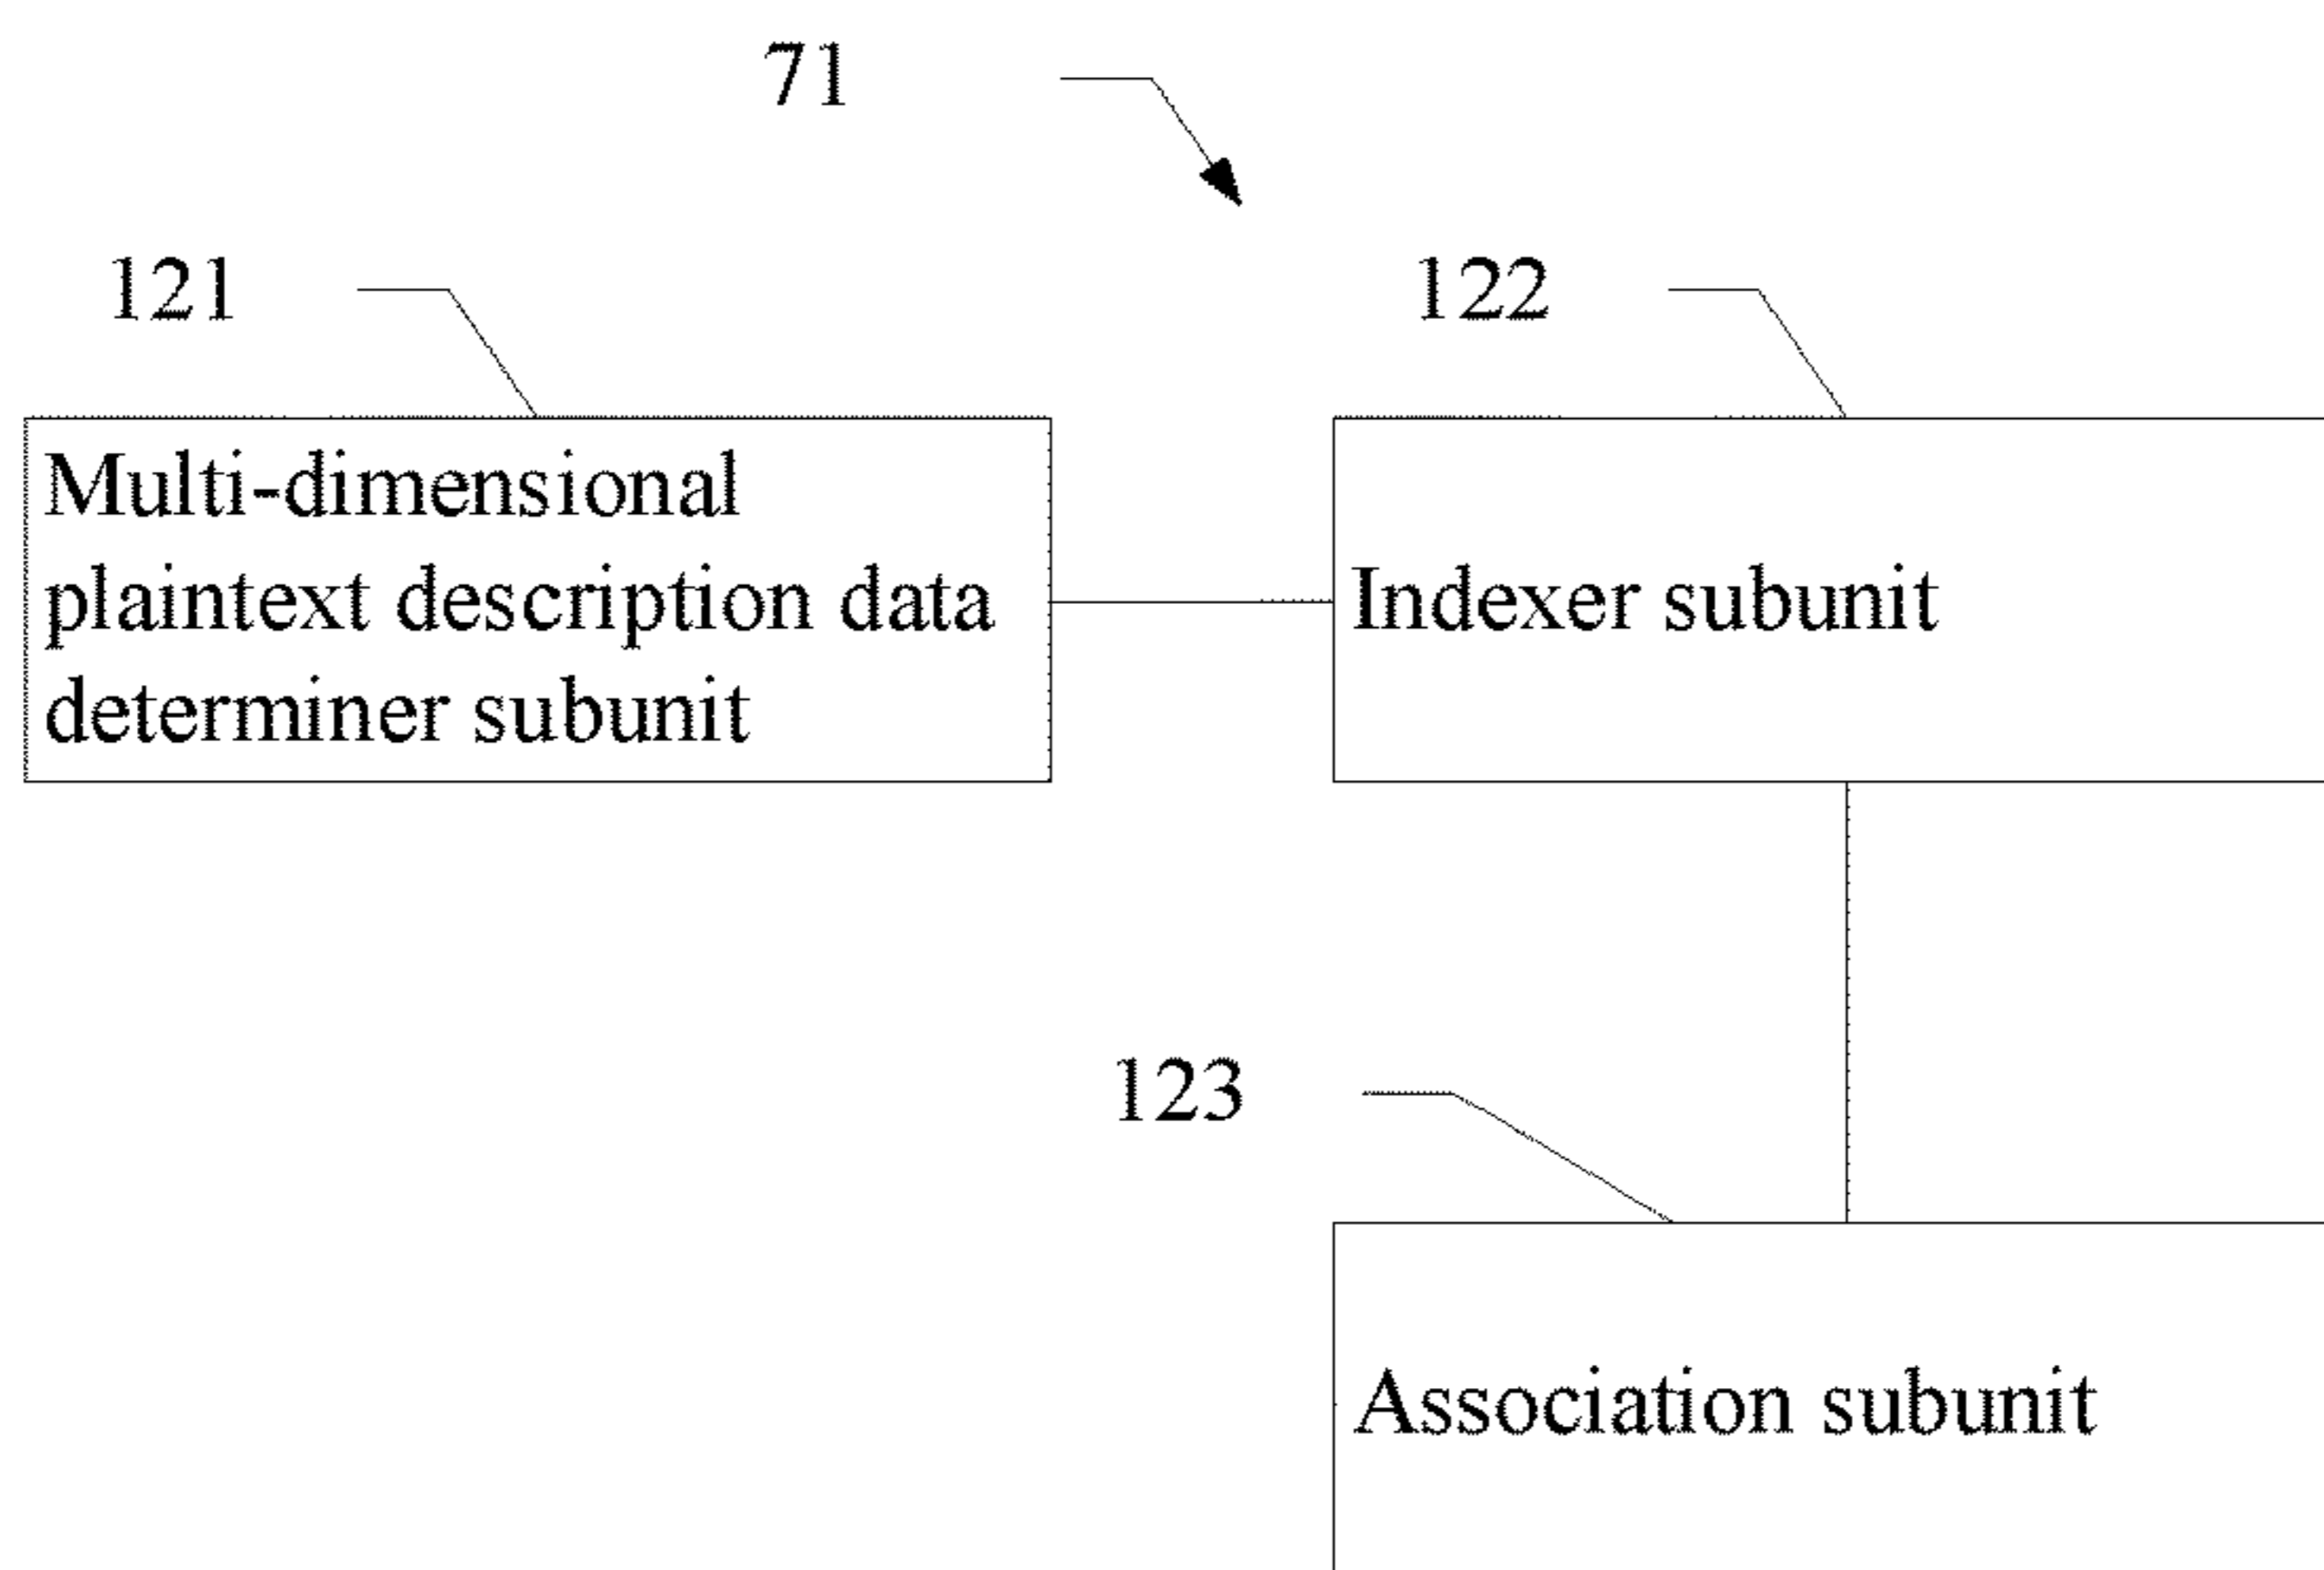 71
121
122
Multi-dimensional
plaintext description data
determiner subunit
Indexer subunit
123
Association subunit